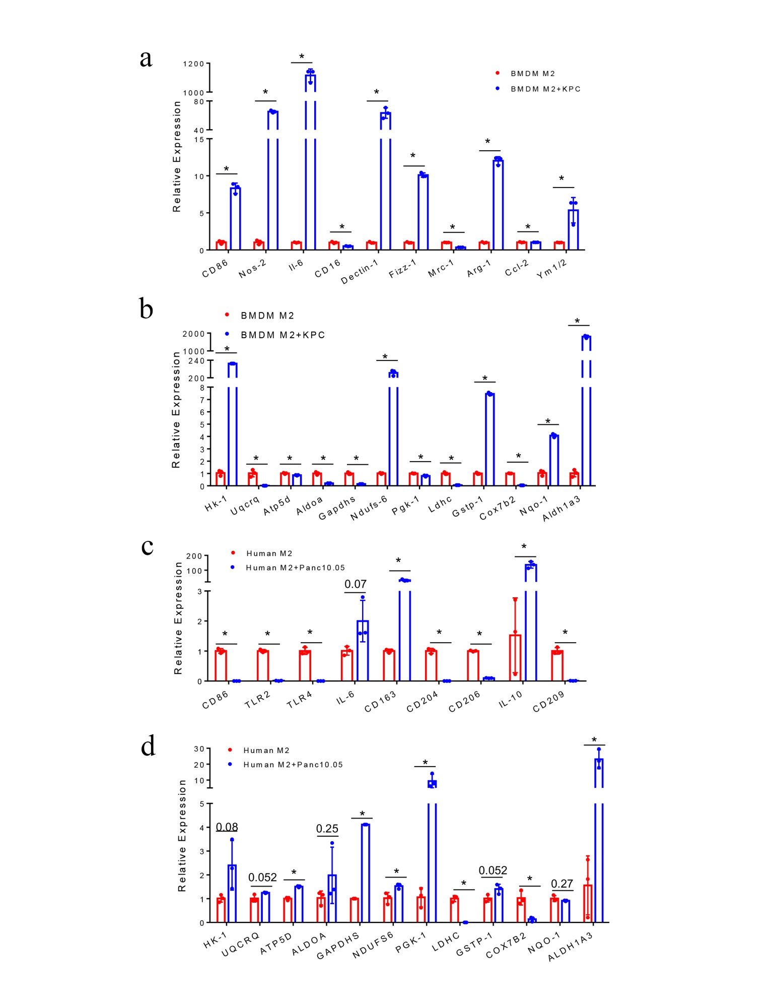 a
*
1200
BMDM M2
BMDM M2+KPC
1000
*
*
80
40
15
*
*
*
10
*
5
*
*
*
0
Relative Expression
CD86
Nos-2
Il-6
CD16
Dectin-1
Fizz-1
Mrc-1
Arg-1
Ccl-2
Ym1/2
b
BMDM M2
BMDM M2+KPC
*
2000
1000
*
240
*
200
*
8
7
6
5
*
4
3
2
* * * * * * *
1
0
Relative Expression
Hk-1
Uqcrq
Atp5d
Aldoa
Gapdhs
Ndufs-6
Pgk-1
Ldhc
Gstp-1
Cox7b2
Nqo-1
Aldh1a3
c
Human M2
Human M2+Panc10.05
*
200
*
100
0.07
3
2
* * * * * *
1
0
Relative Expression
CD86
TLR2
TLR4
IL-6
CD163
CD204
CD206
IL-10
CD209
d
Human M2
Human M2+Panc10.05
*
30
20
*
10
5
*
0.08
0.25
4
3
0.052
*
*
0.052
*
*
0.27
2
1
0
Relative Expression
HK-1
UQCRQ
ATP5D
ALDOA
GAPDHS
NDUFS6
PGK-1
LDHC
GSTP-1
COX7B2
NQO-1
ALDH1A3